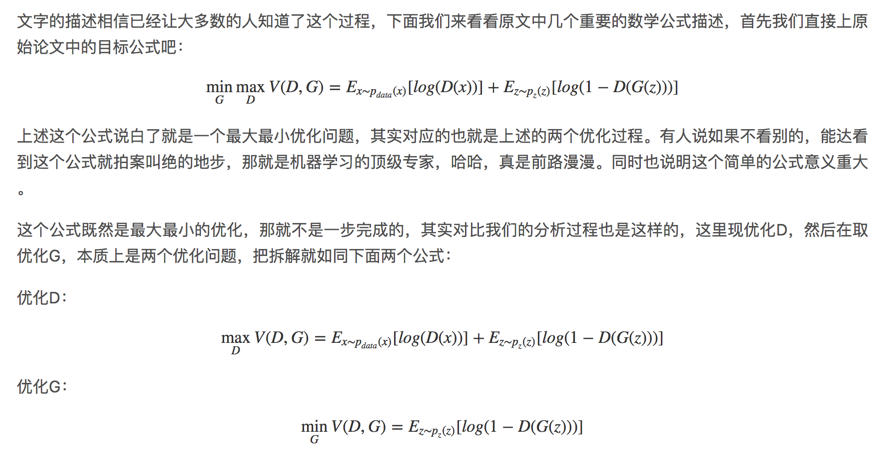 文字的描述相信已经让大多数的人知道了这个过程，下面我们来看看原文中几个重要的数学公式描述，首先我们直接上原
始论文中的目标公式吧：
min_G max_D V(D, G) = E_{x∼p_{data}(x)}[log(D(x))] + E_{z∼p_z(z)}[log(1 − D(G(z)))]
上述这个公式说白了就是一个最大最小优化问题，其实对应的也就是上述的两个优化过程。有人说如果不看别的，能达看
到这个公式就拍案叫绝的地步，那就是机器学习的顶级专家，哈哈，真是前路漫漫。同时也说明这个简单的公式意义重大
。
这个公式既然是最大最小的优化，那就不是一步完成的，其实对比我们的分析过程也是这样的，这里现优化D，然后在取
优化G，本质上是两个优化问题，把拆解就如同下面两个公式：
优化D：
max_D V(D, G) = E_{x∼p_{data}(x)}[log(D(x))] + E_{z∼p_z(z)}[log(1 − D(G(z)))]
优化G：
min_G V(D, G) = E_{z∼p_z(z)}[log(1 − D(G(z)))]